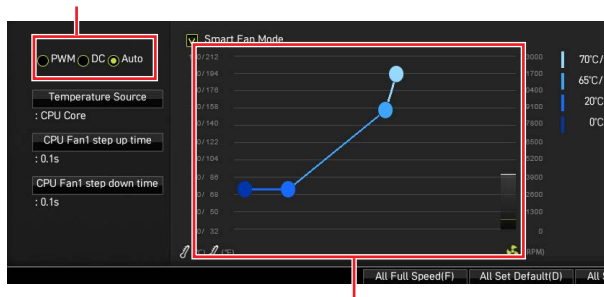 Smart Fan Mode
PWM DC Auto
Temperature Source
: CPU Core
CPU Fan1 step up time
: 0.1s
CPU Fan1 step down time
: 0.1s
0/212
0/194
0/176
0/158
0/140
0/122
0/104
0/ 86
0/ 68
0/ 50
0/ 32
(°C) (°F)
3000
1700
0400
9100
7800
6500
5200
3900
2600
1300
0
(RPM)
70°C/
65°C/
20°C
0°C
All Full Speed(F) All Set Default(D) All